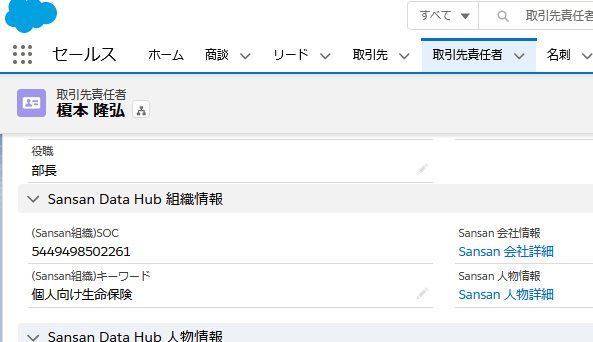 すべて
取引先責任者
セールス ホーム 商談 リード 取引先 取引先責任者 名刺
取引先責任者
榎本 隆弘
役職
部長
Sansan Data Hub 組織情報
(Sansan組織)SOC Sansan 会社情報
5449498502261 Sansan 会社詳細
(Sansan組織)キーワード Sansan 人物情報
個人向け生命保険 Sansan 人物詳細
Sansan Data Hub 人物情報